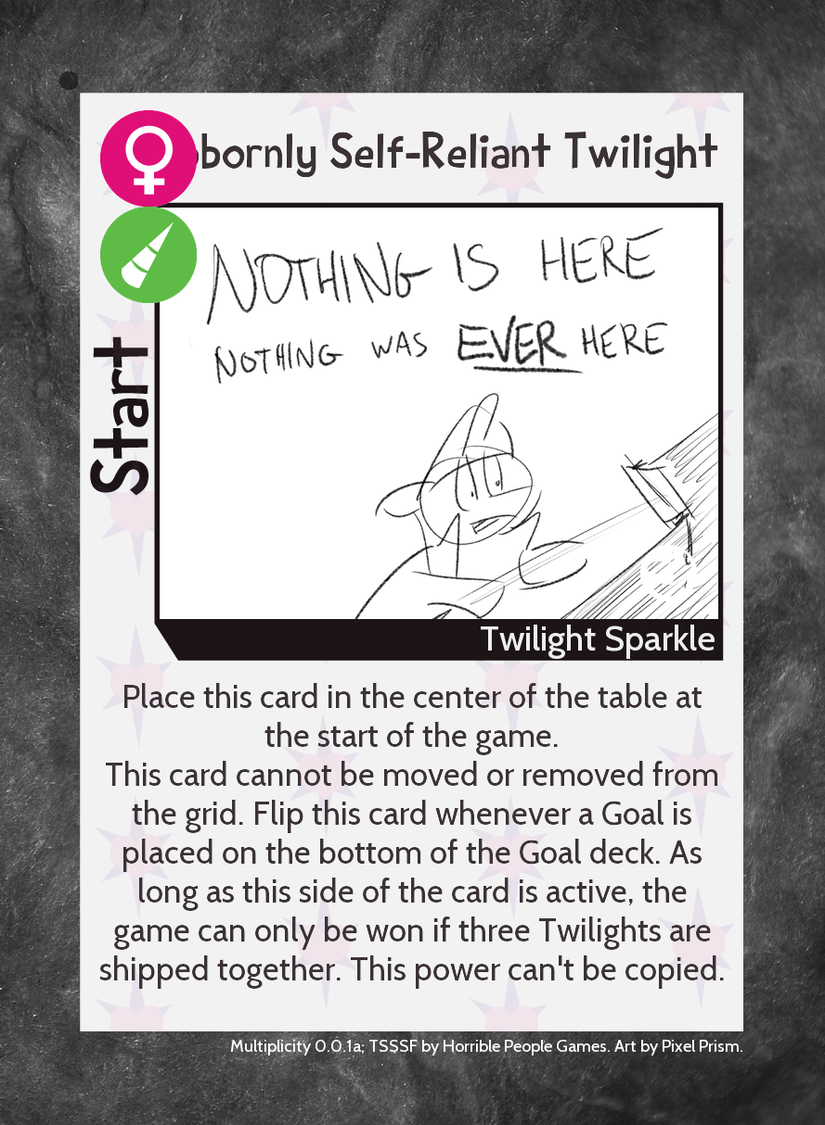 bornly Self-Reliant Twilight
NOTHING IS HERE
NOTHING WAS EVER HERE
Start
Twilight Sparkle
Place this card in the center of the table at
the start of the game.
This card cannot be moved or removed from
the grid. Flip this card whenever a Goal is
placed on the bottom of the Goal deck. As
long as this side of the card is active, the
game can only be won if three Twilights are
shipped together. This power can't be copied.
Multiplicity 0.0.1a; TSSSF by Horrible People Games. Art by Pixel Prism.